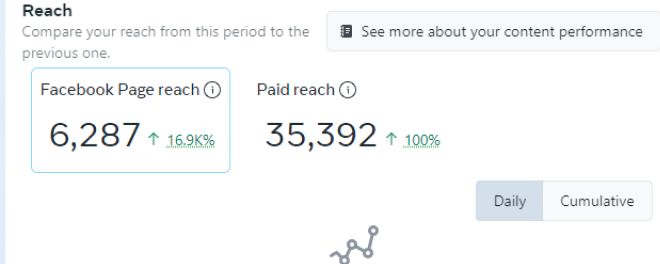 Reach
Compare your reach from this period to the
previous one.
See more about your content performance
Facebook Page reach
Paid reach
6,287 ↑ 16.9K%
35,392 ↑ 100%
Daily
Cumulative